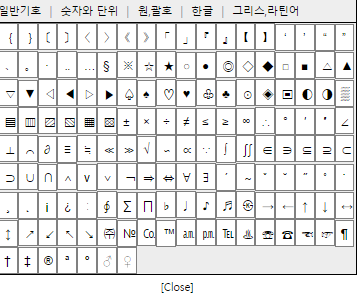 일반기호 | 숫자와 단위 | 원,괄호 | 한글 | 그리스,라틴어
{ } 〔 〕 〈 〉 《 》 「 」 『 』 【 】 ‘ ’ “ ”
、 。 · ‥ … § ※ ☆ ★ ○ ● ◎ ◇ ◆ □ ■ △ ▲
▽ ▼ ◁ ◀ ▷ ▶ ♤ ♠ ♡ ♥ ♧ ♣ ⊙ ◈ ▣ ◐ ◑ ▒
▤ ▥ ▨ ▧ ▦ ▩ ± × ÷ ≠ ≤ ≥ ∞ ∴ ° ′ ″ ∠
⊥ ⌒ ∂ ≡ ≒ ≪ ≫ √ ∽ ∝ ∵ ∫ ∬ ∈ ∋ ⊆ ⊇ ⊂
⊃ ∪ ∩ ∧ ∨ ¬ ⇒ ⇔ ∀ ∃ ´ ~ ˇ ˘ ˝ ˚ ˙
¸ ˛ ¡ ¿ ː ∮ ∑ ∏ ♭ ♩ ♪ ♬ ㉿ → ← ↑ ↓ ↔
↕ ↗ ↙ ↖ ↘ ㈜ № ㏇ ™ ㏂ ㏘ ℡ ♨ ☏ ☎ ☜ ☞ ¶
† ‡ ® ª º ♂ ♀
[Close]